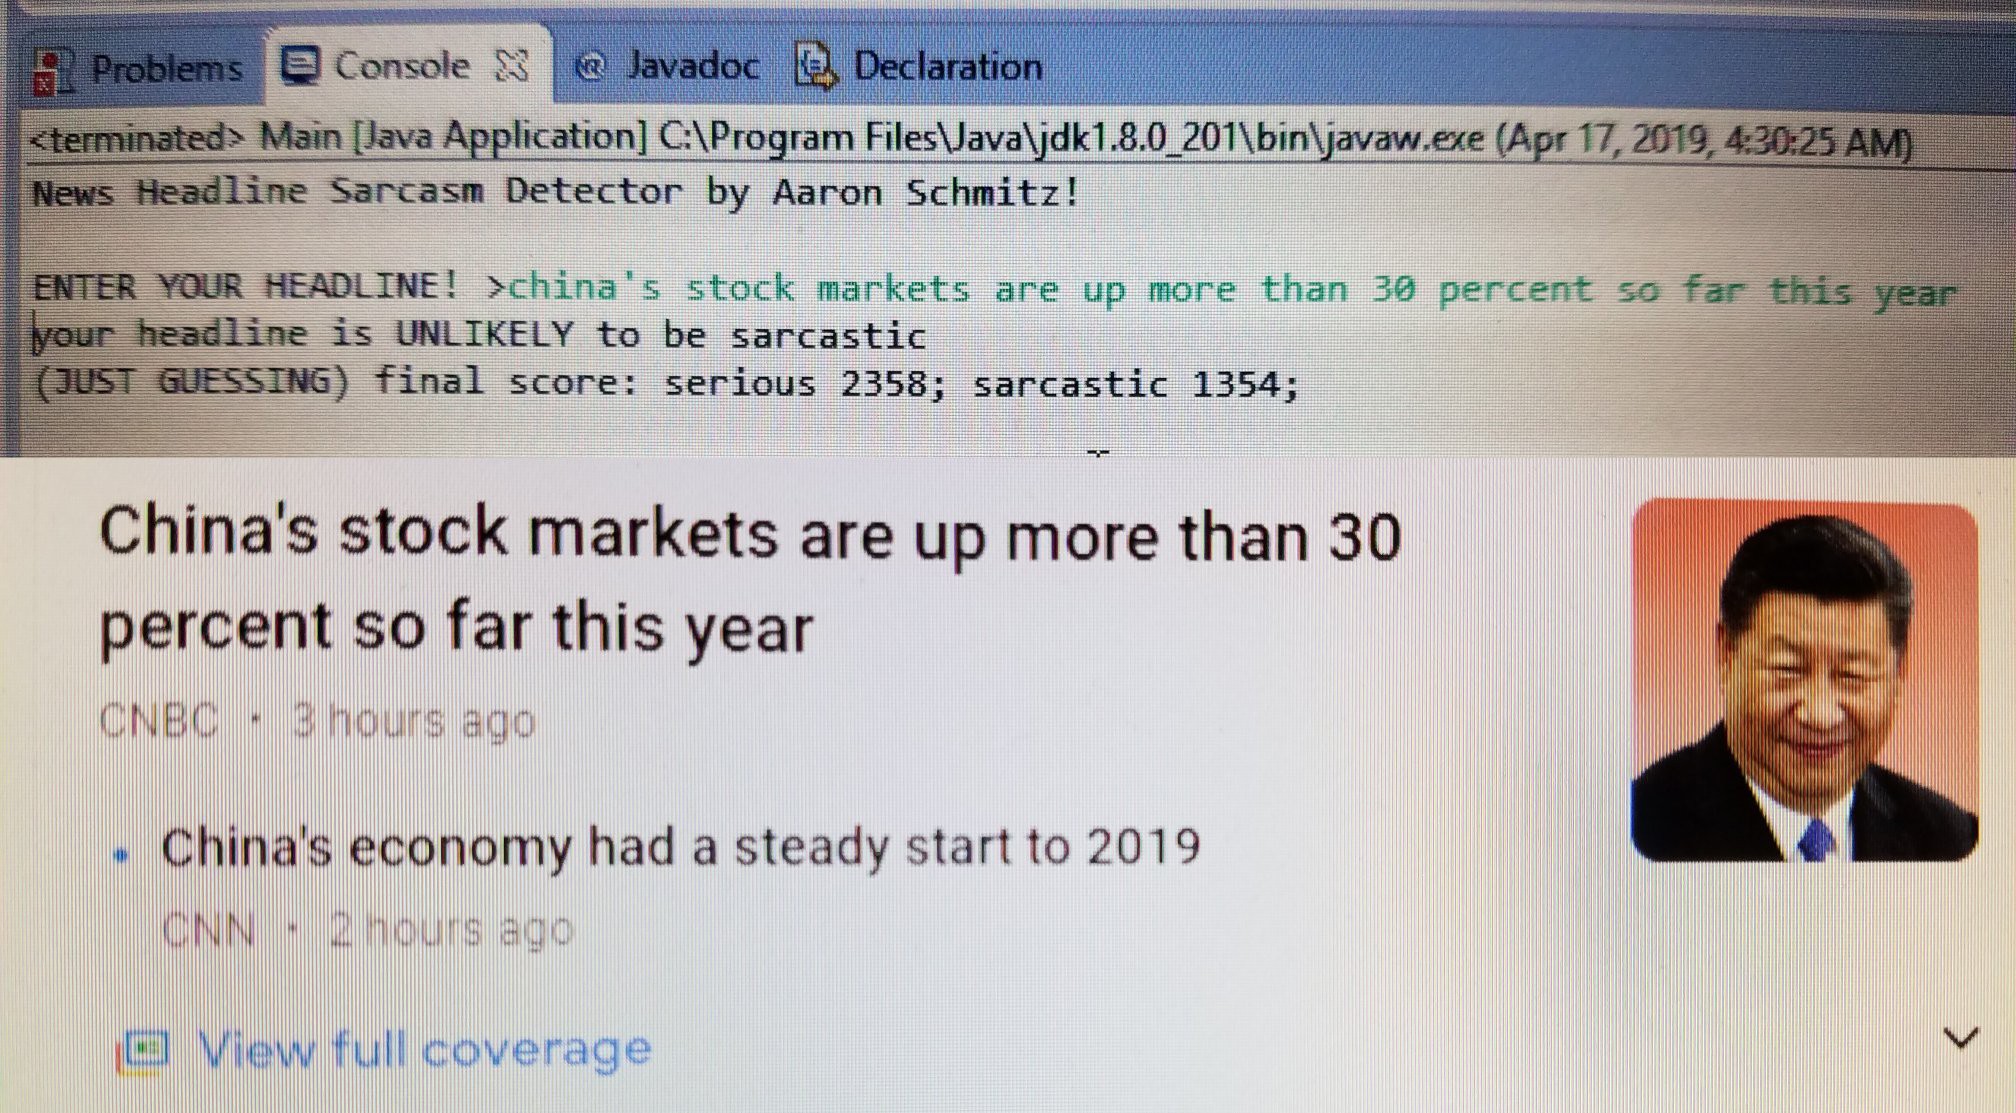 Problems Console Javadoc Declaration
<terminated> Main [Java Application] C:\Program Files\Java\jdk1.8.0_201\bin\javaw.exe (Apr 17, 2019, 4:30:25 AM)
News Headline Sarcasm Detector by Aaron Schmitz!
ENTER YOUR HEADLINE! >china's stock markets are up more than 30 percent so far this year
your headline is UNLIKELY to be sarcastic
(JUST GUESSING) final score: serious 2358; sarcastic 1354;
China's stock markets are up more than 30
percent so far this year
CNBC · 3 hours ago
China's economy had a steady start to 2019
CNN · 2 hours ago
View full coverage